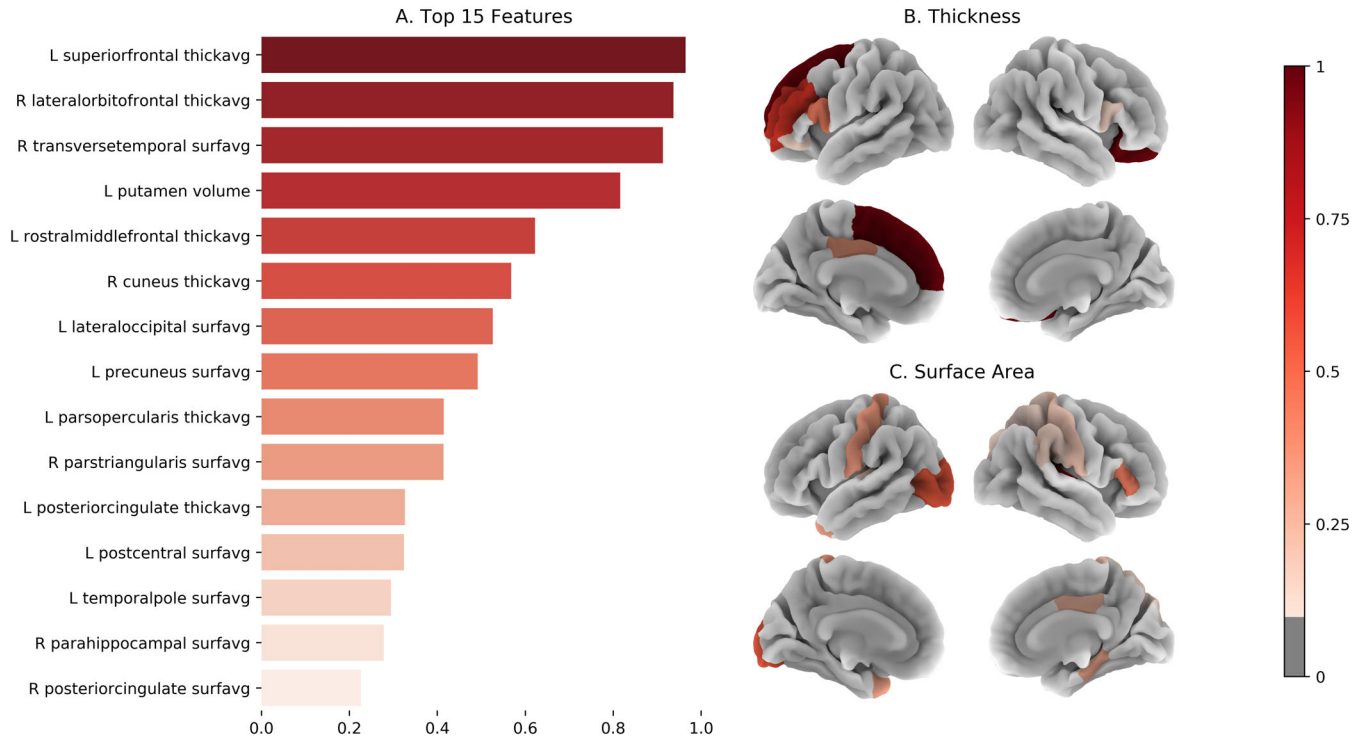 A. Top 15 Features
L superiorfrontal thickavg
R lateralorbitofrontal thickavg
R transversetemporal surfavg
L putamen volume
L rostralmiddlefrontal thickavg
R cuneus thickavg
L lateraloccipital surfavg
L precuneus surfavg
L parsopercularis thickavg
R parstriangularis surfavg
L posteriorcingulate thickavg
L postcentral surfavg
L temporalpole surfavg
R parahippocampal surfavg
R posteriorcingulate surfavg
0.0 0.2 0.4 0.6 0.8 1.0
B. Thickness
C. Surface Area
1
0.75
0.5
0.25
0